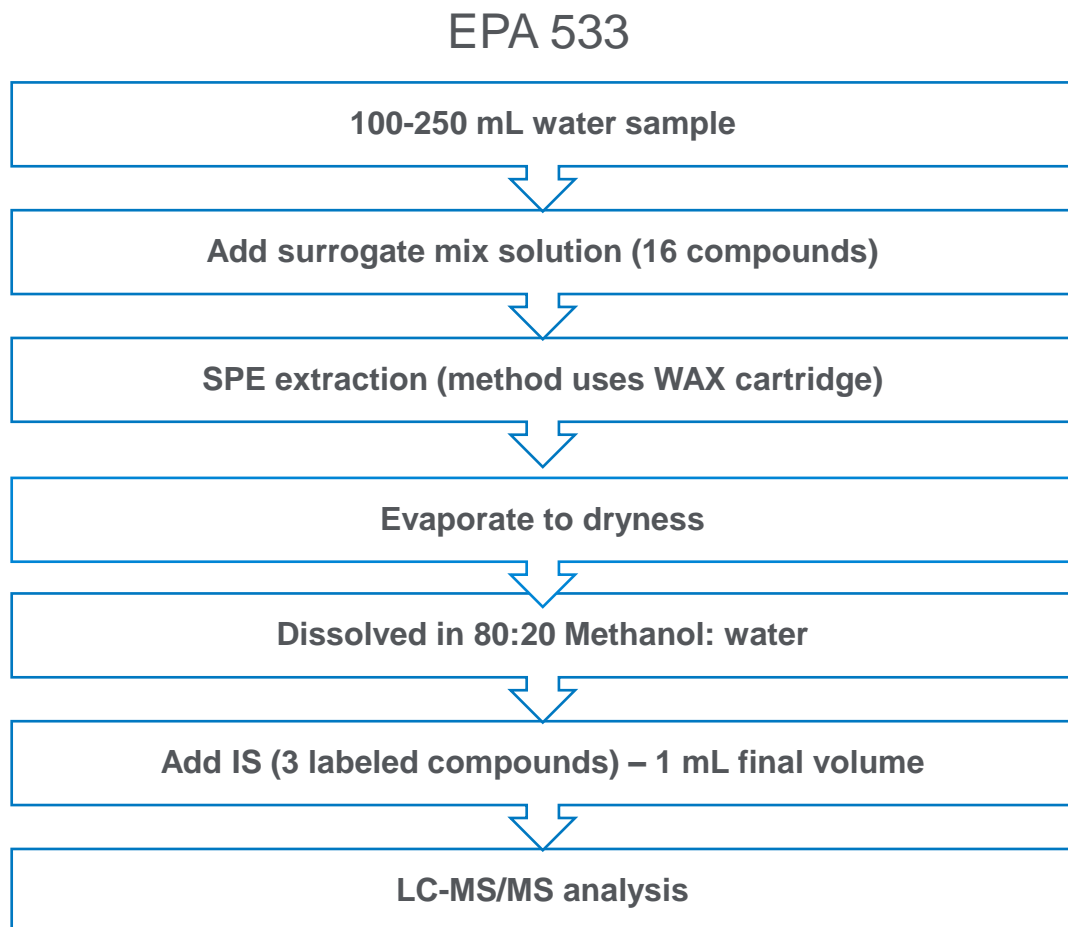 EPA 533
100-250 mL water sample
Add surrogate mix solution (16 compounds)
SPE extraction (method uses WAX cartridge)
Evaporate to dryness
Dissolved in 80:20 Methanol: water
Add IS (3 labeled compounds) – 1 mL final volume
LC-MS/MS analysis